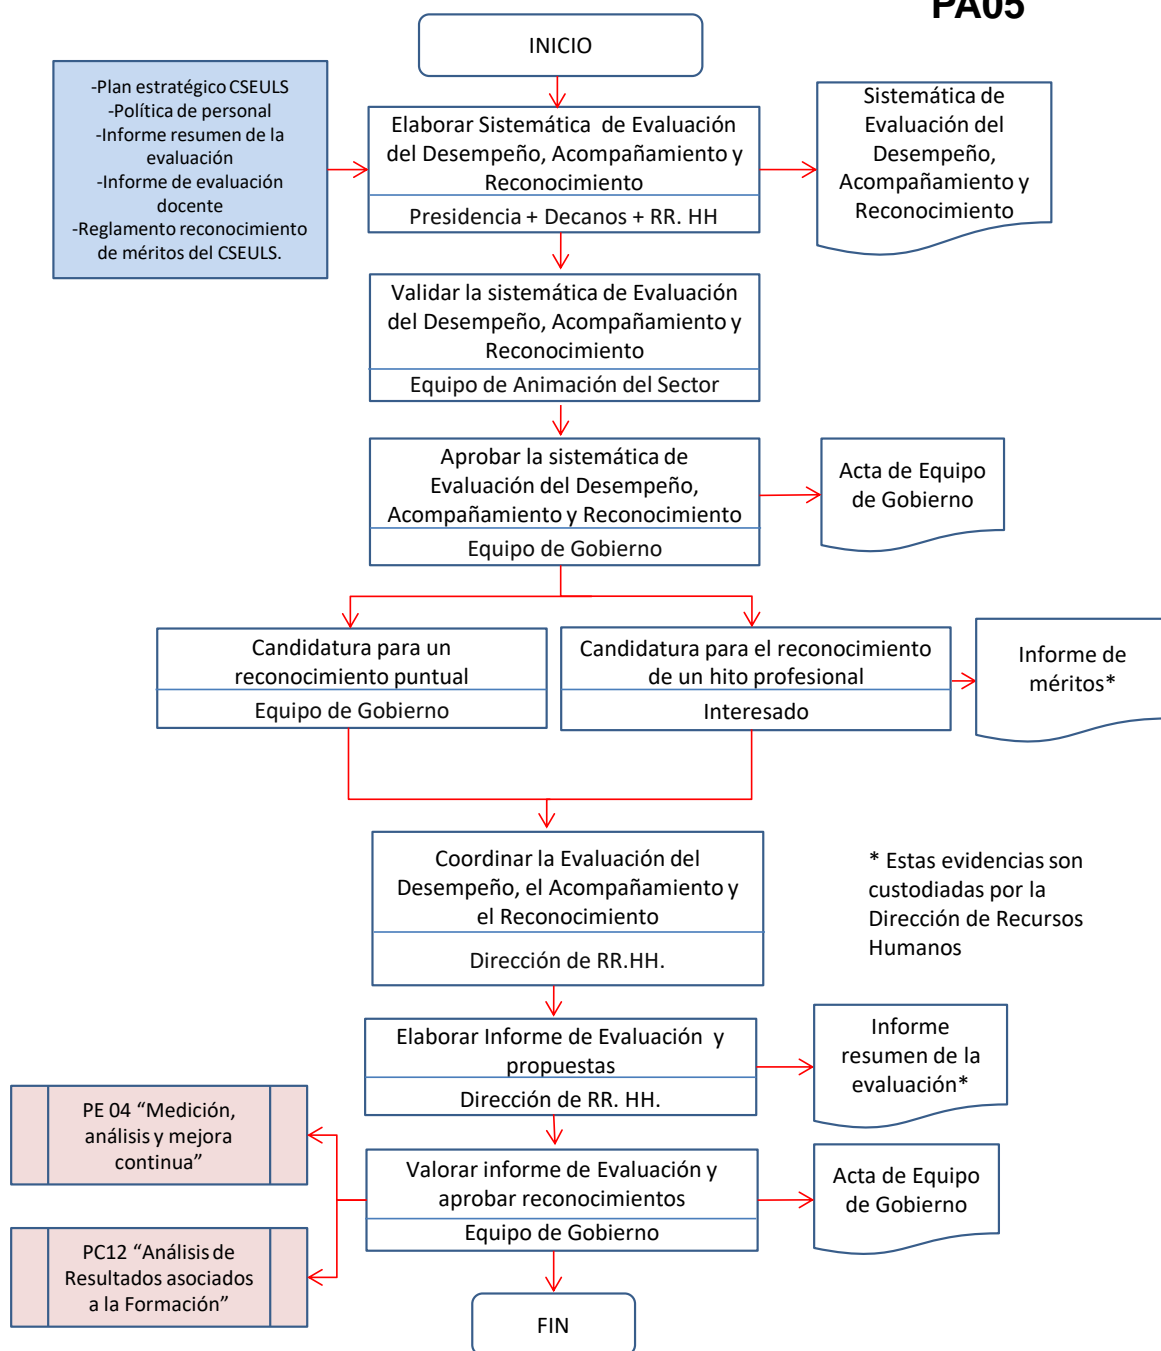 PA05
INICIO
-Plan estratégico CSEULS
-Política de personal
-Informe resumen de la
evaluación
-Informe de evaluación
docente
-Reglamento reconocimiento
de méritos del CSEULS.
Elaborar Sistemática de Evaluación
del Desempeño, Acompañamiento y
Reconocimiento
Presidencia + Decanos + RR. HH
Sistemática de
Evaluación del
Desempeño,
Acompañamiento y
Reconocimiento
Validar la sistemática de Evaluación
del Desempeño, Acompañamiento y
Reconocimiento
Equipo de Animación del Sector
Aprobar la sistemática de
Evaluación del Desempeño,
Acompañamiento y Reconocimiento
Equipo de Gobierno
Acta de Equipo
de Gobierno
Candidatura para un
reconocimiento puntual
Equipo de Gobierno
Candidatura para el reconocimiento
de un hito profesional
Interesado
Informe de
méritos*
Coordinar la Evaluación del
Desempeño, el Acompañamiento y
el Reconocimiento
Dirección de RR.HH.
* Estas evidencias son
custodiadas por la
Dirección de Recursos
Humanos
Elaborar Informe de Evaluación y
propuestas
Dirección de RR. HH.
Informe
resumen de la
evaluación*
PE 04 “Medición,
análisis y mejora
continua”
Valorar informe de Evaluación y
aprobar reconocimientos
Equipo de Gobierno
Acta de Equipo
de Gobierno
PC12 “Análisis de
Resultados asociados
a la Formación”
FIN